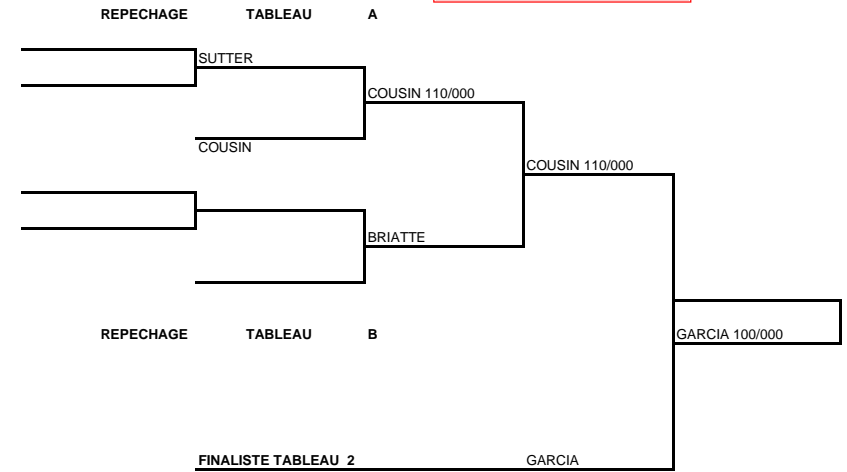 REPECHAGE TABLEAU A
SUTTER
COUSIN 110/000
COUSIN
COUSIN 110/000
BRIATTE
REPECHAGE TABLEAU B
GARCIA 100/000
FINALISTE TABLEAU 2 GARCIA